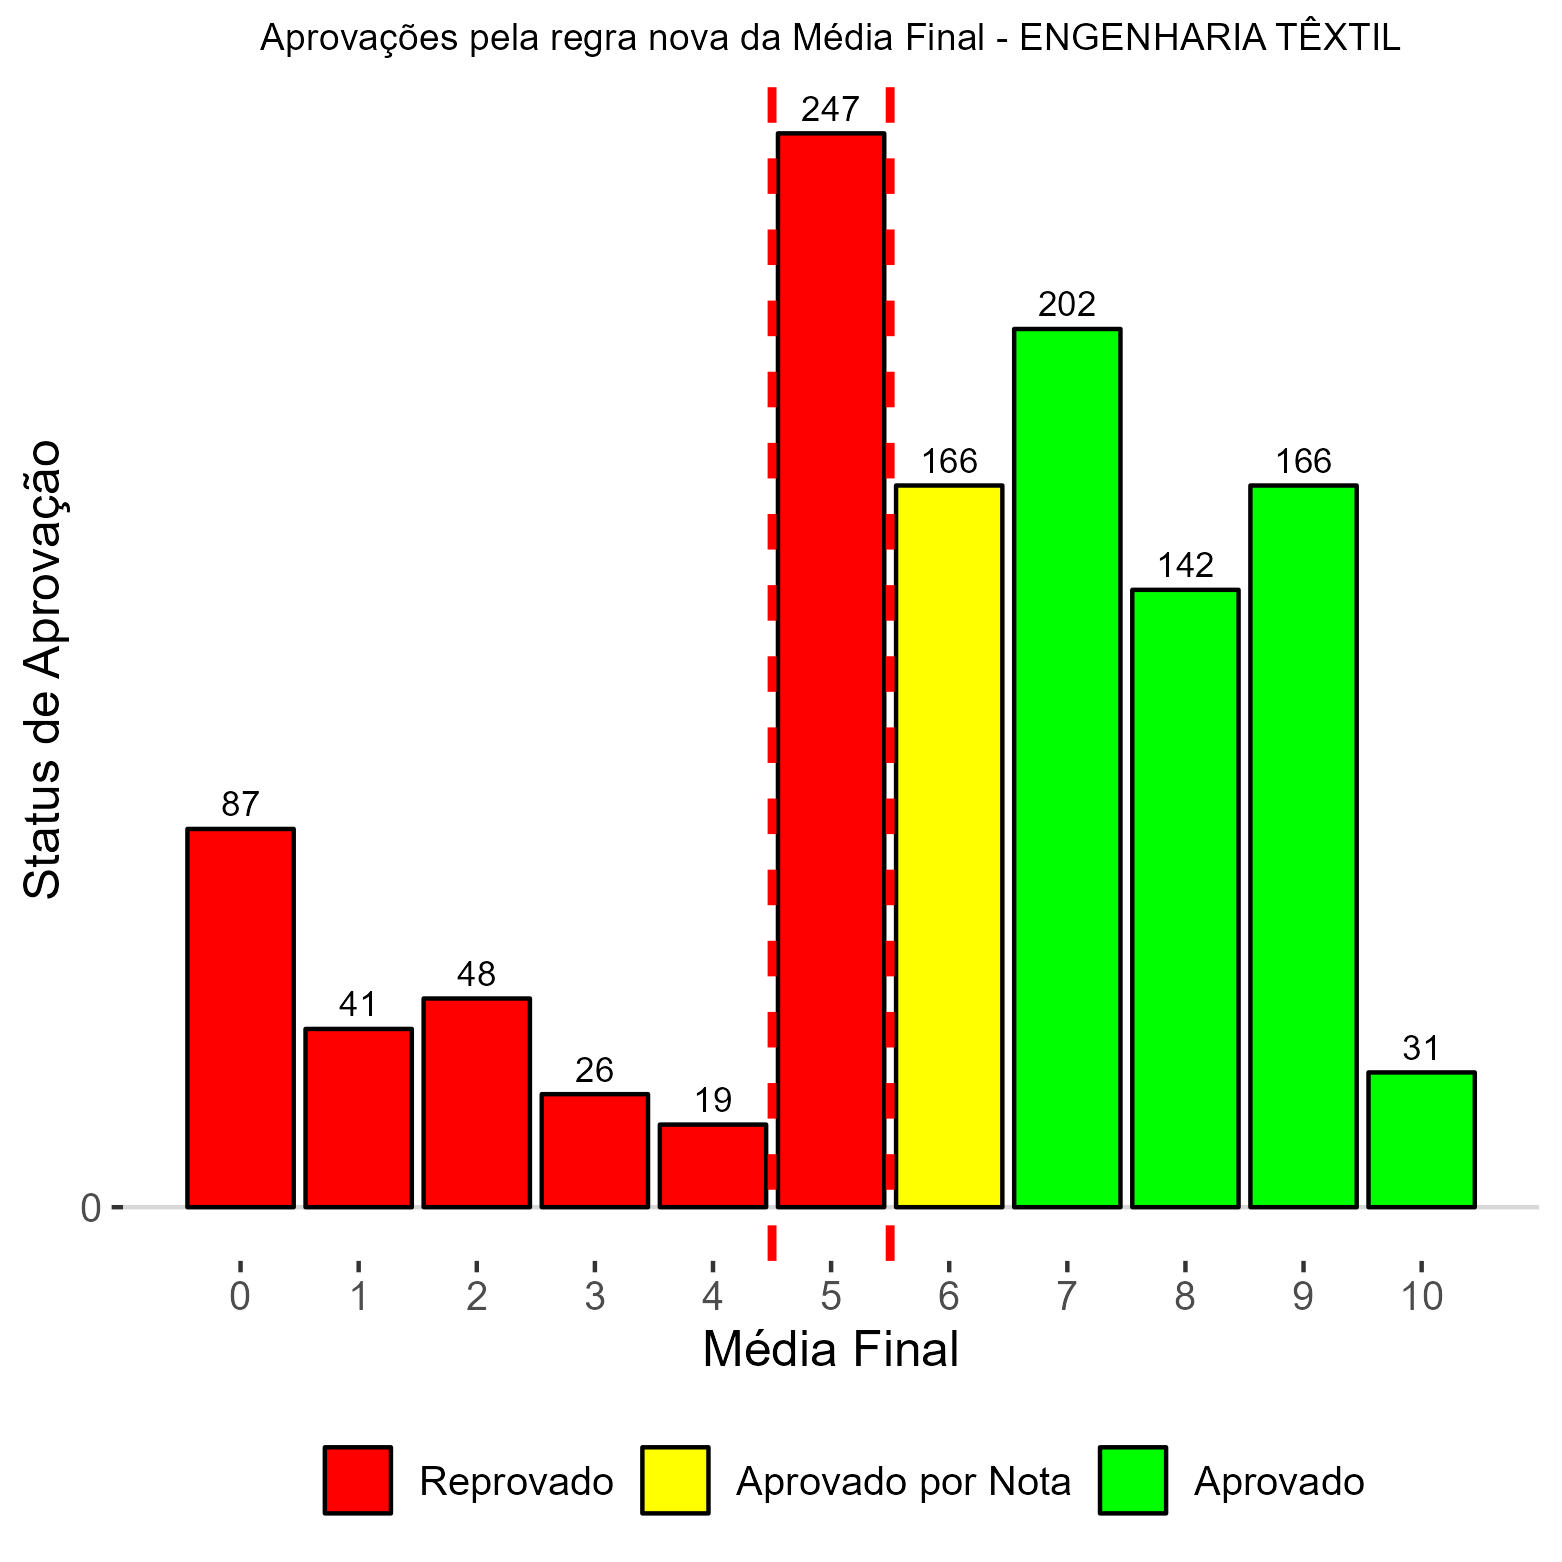 Aprovações pela regra nova da Média Final - ENGENHARIA TÊXTIL
Status de Aprovação
247
202
166
166
142
87
48
41
26
19
31
0
0 1 2 3 4 5 6 7 8 9 10
Média Final
Reprovado Aprovado por Nota Aprovado